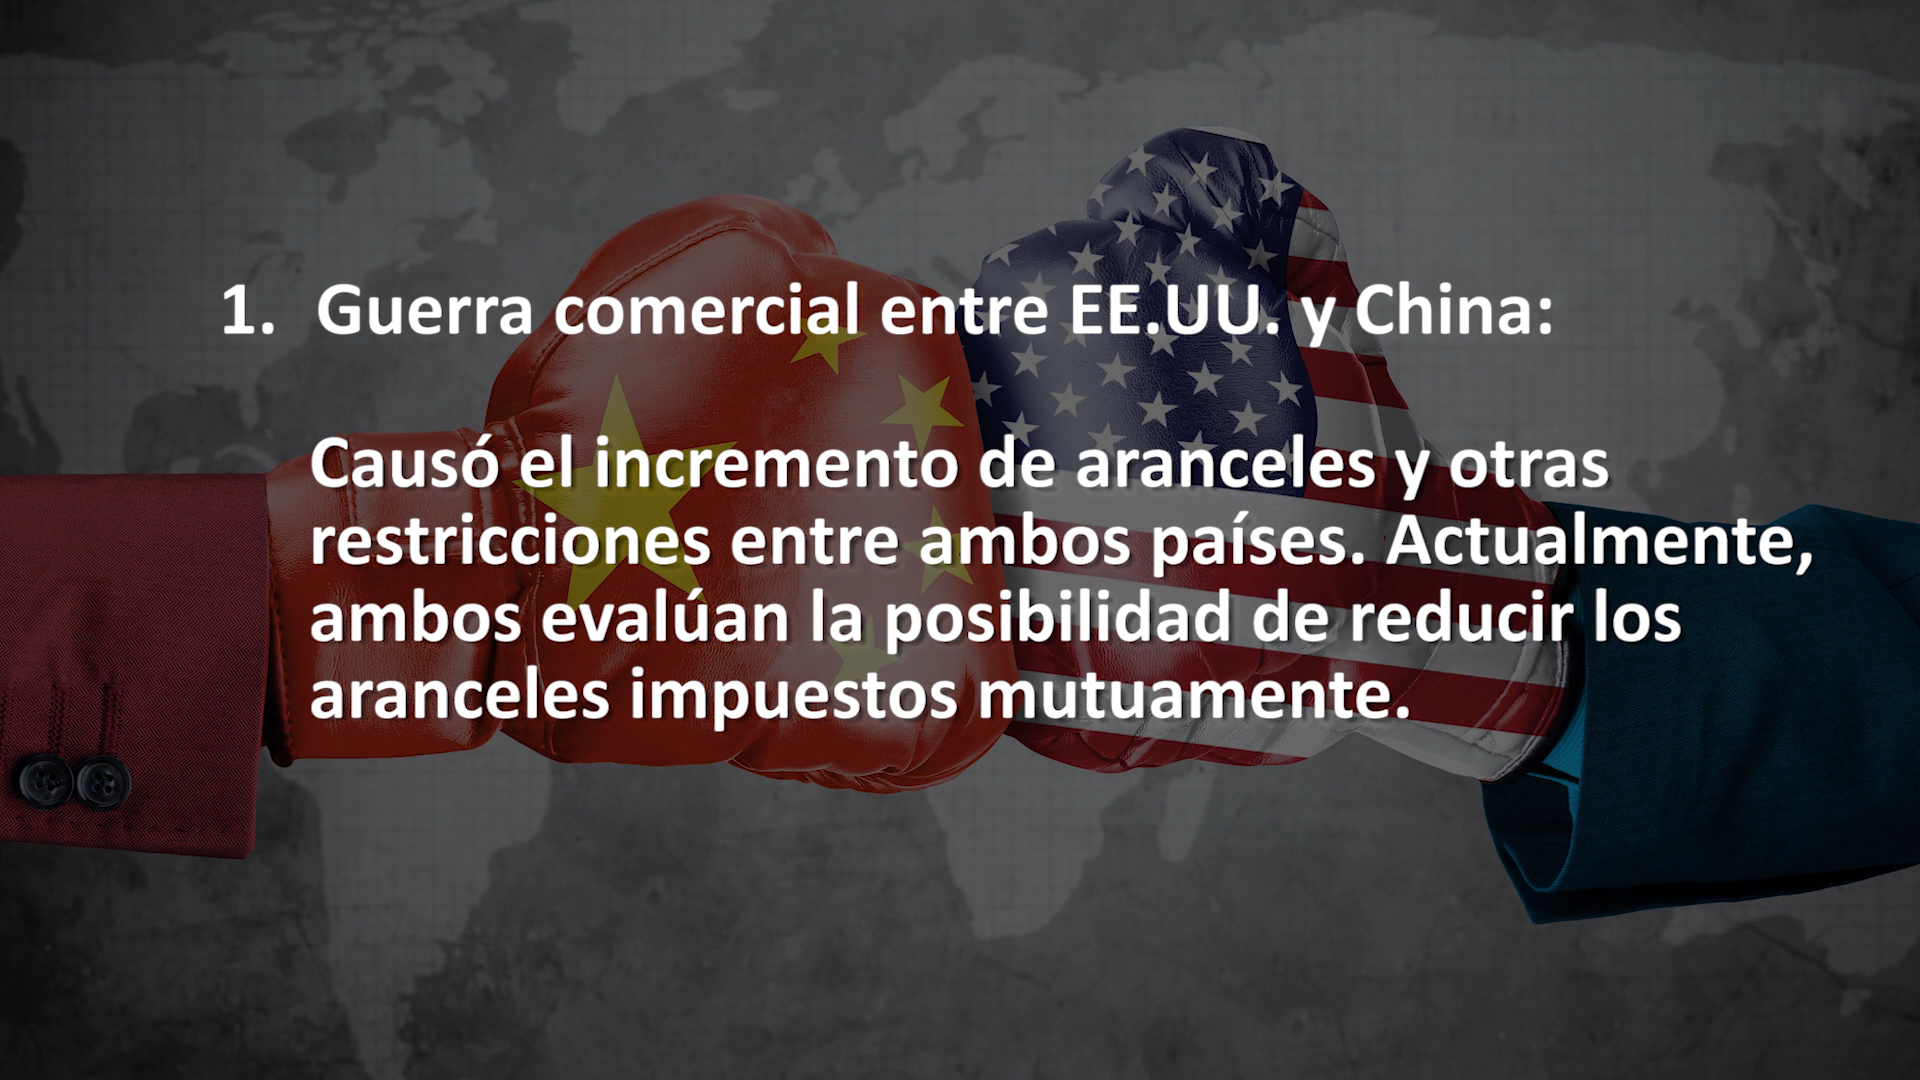 1. Guerra comercial entre EE.UU. y China:
Causó el incremento de aranceles y otras
restricciones entre ambos países. Actualmente,
ambos evalúan la posibilidad de reducir los
aranceles impuestos mutuamente.